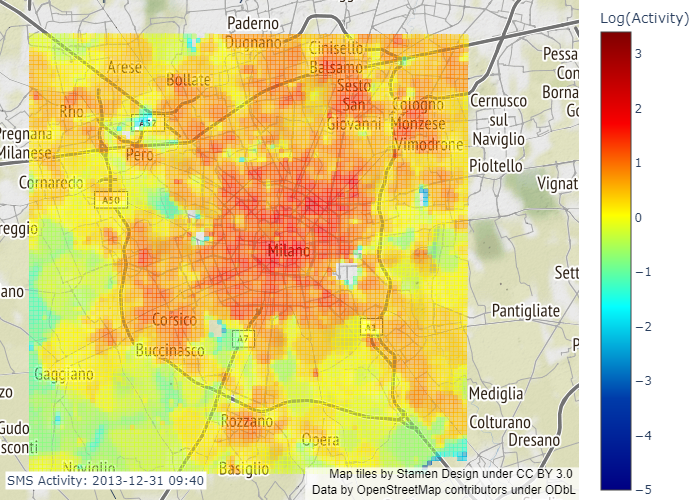 Log(Activity)
3
2
1
0
−1
−2
−3
−4
−5
Paderno
Dugnano
Cinisello
Balsamo
Arese
Bollate
Sesto
San
Giovanni
Rho
A52
Pero
Cologno
Monzese
Vimodrone
Cernusco
sul
Naviglio
Pessa
Con
Borna
Go
Pregnana
Milanese
Cornaredo
A50
Pioltello
Vignat
reggio
Milano
Sett
ano
Pantigliate
Corsico
A7
A1
Buccinasco
Gaggiano
P
zo
Mediglia
Rozzano
Opera
Colturano
Dresano
Gudo
sconti
Noviglio
Basiglio
SMS Activity: 2013-12-31 09:40
Map tiles by Stamen Design under CC BY 3.0
Data by OpenStreetMap contributors under ODbL